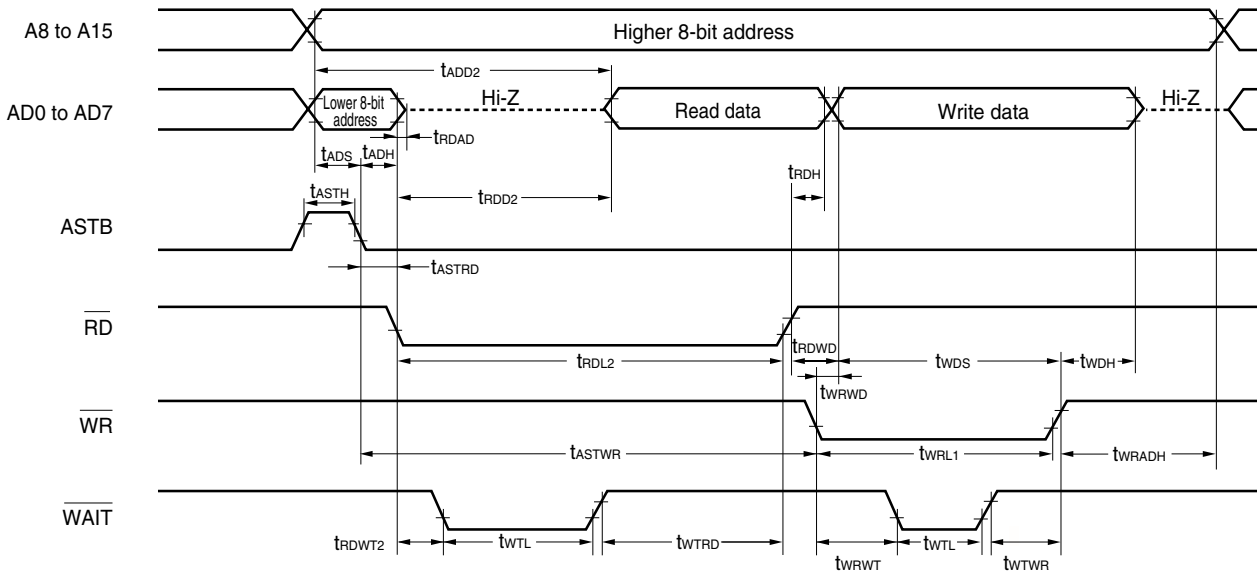 A8 to A15
Higher 8-bit address
tADD2
AD0 to AD7
Lower 8-bit
address
Hi-Z
Read data
Write data
Hi-Z
tRDAD
tADS
tADH
tRDH
tASTH
tRDD2
ASTB
tASTRD
RD
tRDL2
tRDWD
tWDS
tWDH
tWRWD
WR
tASTWR
tWRL1
tWRADH
WAIT
tRDWT2
tWTL
tWTRD
tWRWT
tWTL
tWTWR